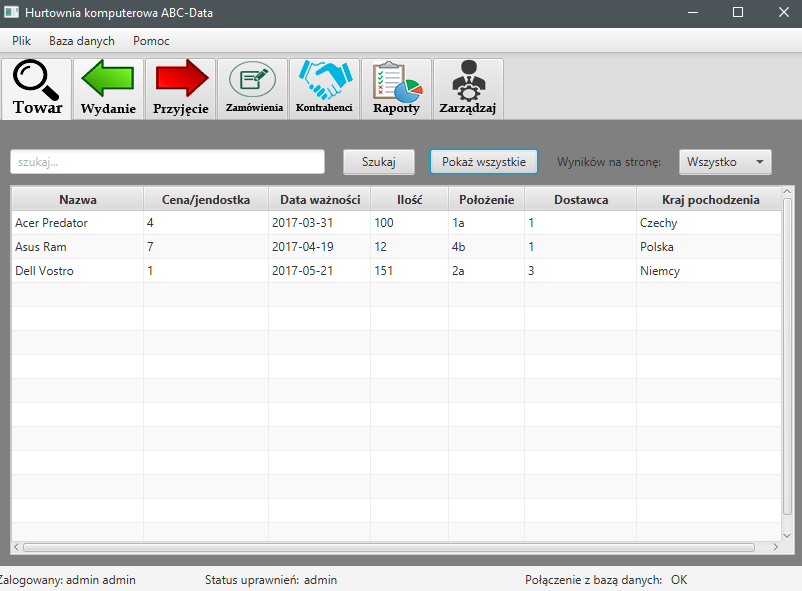 Hurtownia komputerowa ABC-Data
Plik Baza danych Pomoc
Towar Wydanie Przyjęcie Zamówienia Kontrahenci Raporty Zarządzaj
szukaj... Szukaj Pokaż wszystkie Wyników na stronę: Wszystko
Nazwa Cena/jendostka Data ważności Ilość Położenie Dostawca Kraj pochodzenia
Acer Predator 4 2017-03-31 100 1a 1 Czechy
Asus Ram 7 2017-04-19 12 4b 1 Polska
Dell Vostro 1 2017-05-21 151 2a 3 Niemcy
Zalogowany: admin admin Status uprawnień: admin Połączenie z bazą danych: OK